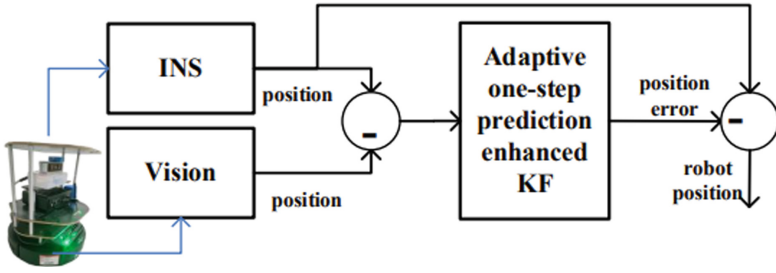 INS
position
Vision
position
-
Adaptive
one-step
prediction
enhanced
KF
position
error
-
robot
position